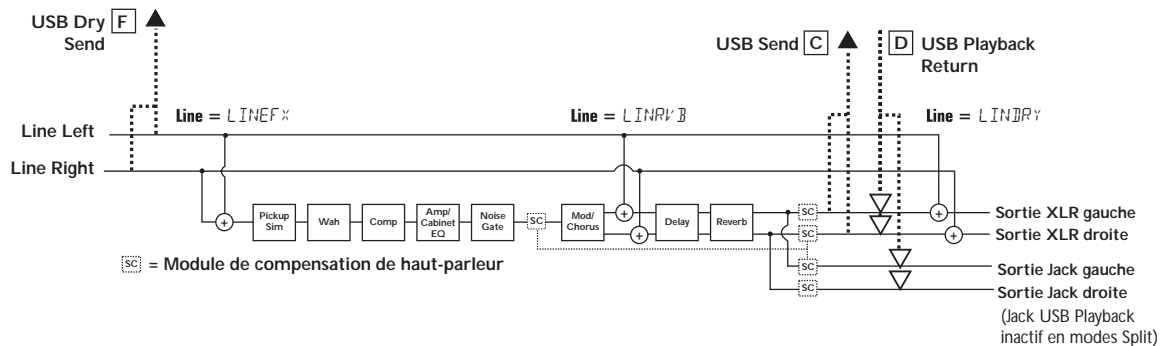 USB Dry F
Send
USB Send C
D USB Playback
Return
Line = LINEFX
Line = LINRVB
Line = LINDRY
Line Left
Line Right
+
Pickup
Sim
Wah
Comp
Amp/
Cabinet
EQ
Noise
Gate
SC
Mod/
Chorus
+
+
Delay
Reverb
SC
SC
SC
SC
+
+
Sortie XLR gauche
Sortie XLR droite
Sortie Jack gauche
Sortie Jack droite
(Jack USB Playback
inactif en modes Split)
SC = Module de compensation de haut-parleur